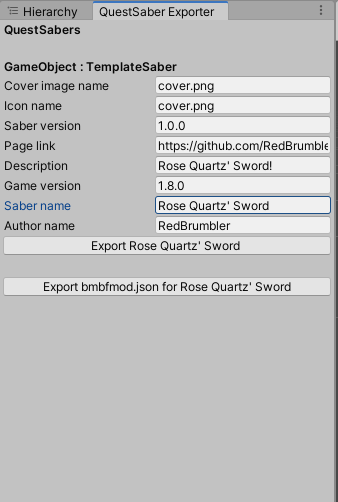 Hierarchy QuestSaber Exporter
QuestSabers
GameObject : TemplateSaber
Cover image name cover.png
Icon name cover.png
Saber version 1.0.0
Page link https://github.com/RedBrumble
Description Rose Quartz' Sword!
Game version 1.8.0
Saber name Rose Quartz' Sword
Author name RedBrumbler
Export Rose Quartz' Sword
Export bmbfmod.json for Rose Quartz' Sword